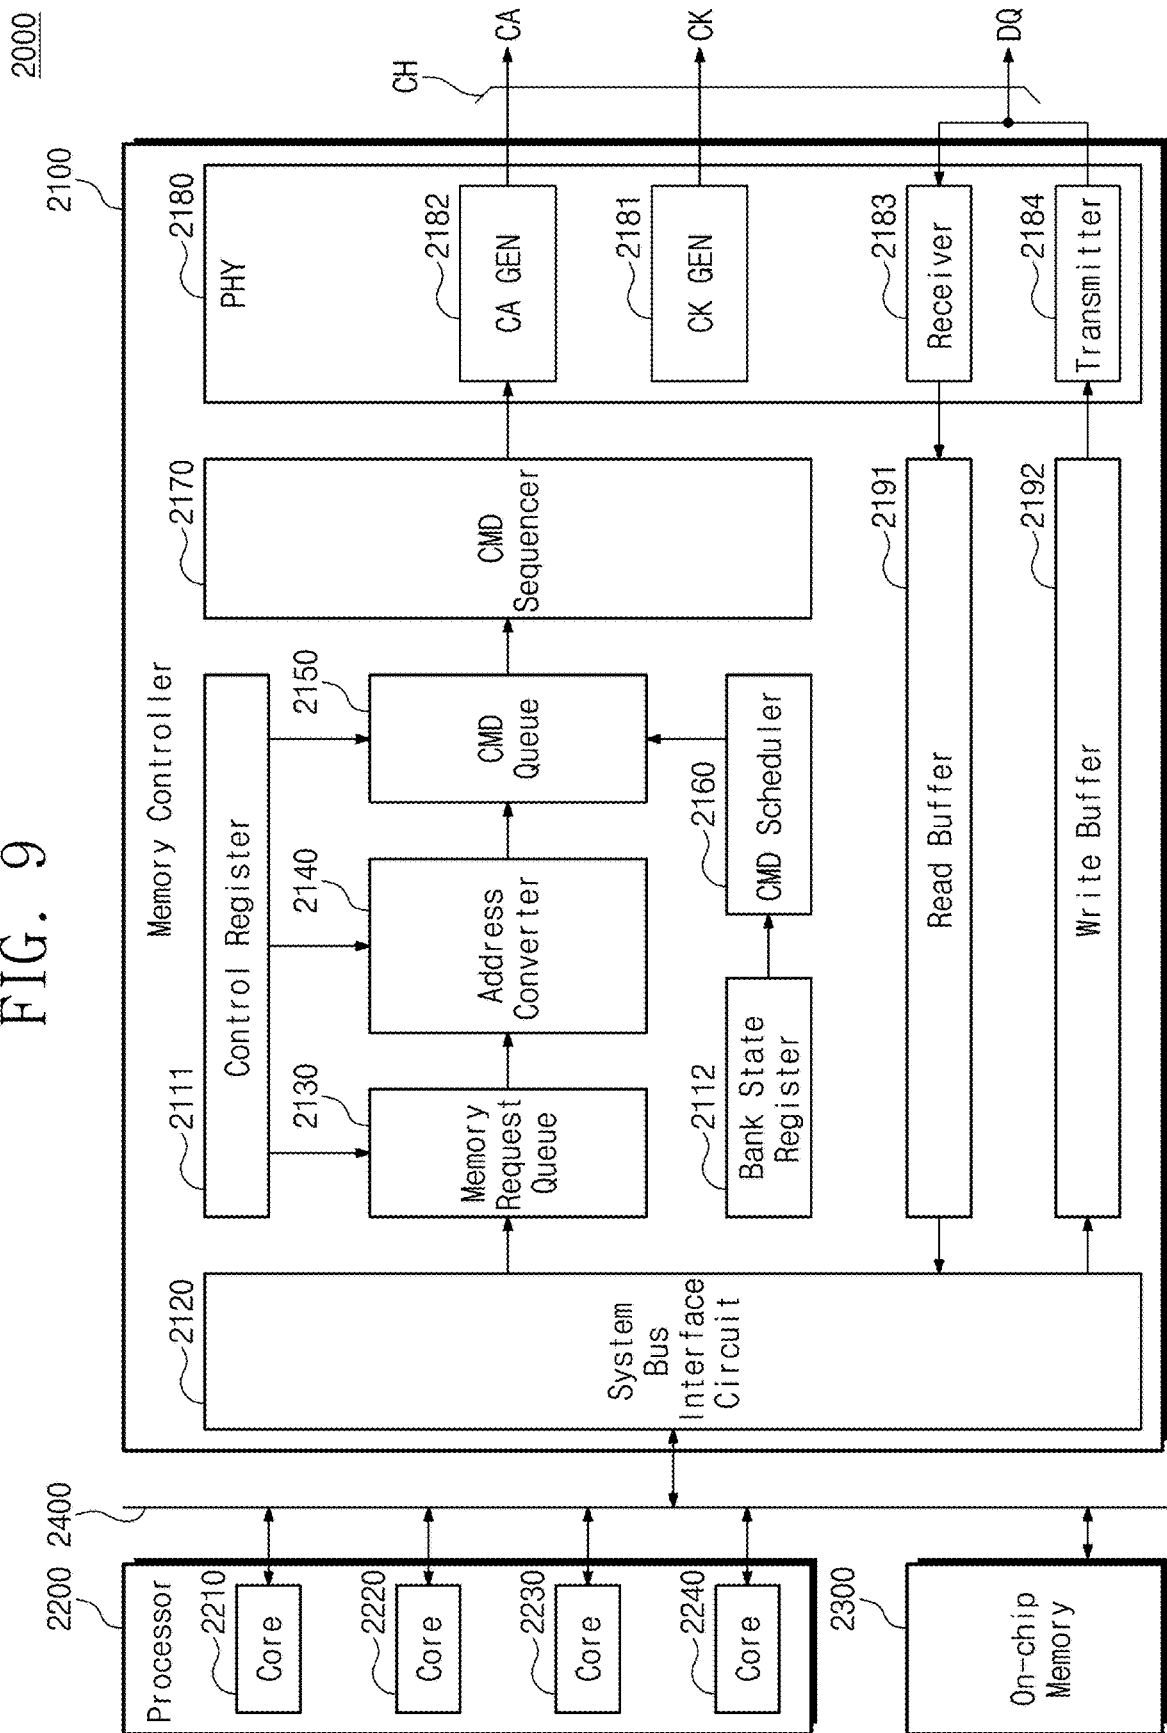 FIG. 9
2000
2200
Processor
2210
Core
2220
Core
2230
Core
2240
Core
2300
On-chip
Memory
2400
2100
Memory Controller
2120
System
Bus
Interface
Circuit
2111
Control Register
2130
Memory
Request
Queue
2140
Address
Converter
2150
CMD
Queue
2112
Bank State
Register
2160
CMD Scheduler
2170
CMD
Sequencer
2191
Read Buffer
2192
Write Buffer
2180
PHY
2182
CA GEN
2181
CK GEN
2183
Receiver
2184
Transmitter
CH
CA
CK
DQ